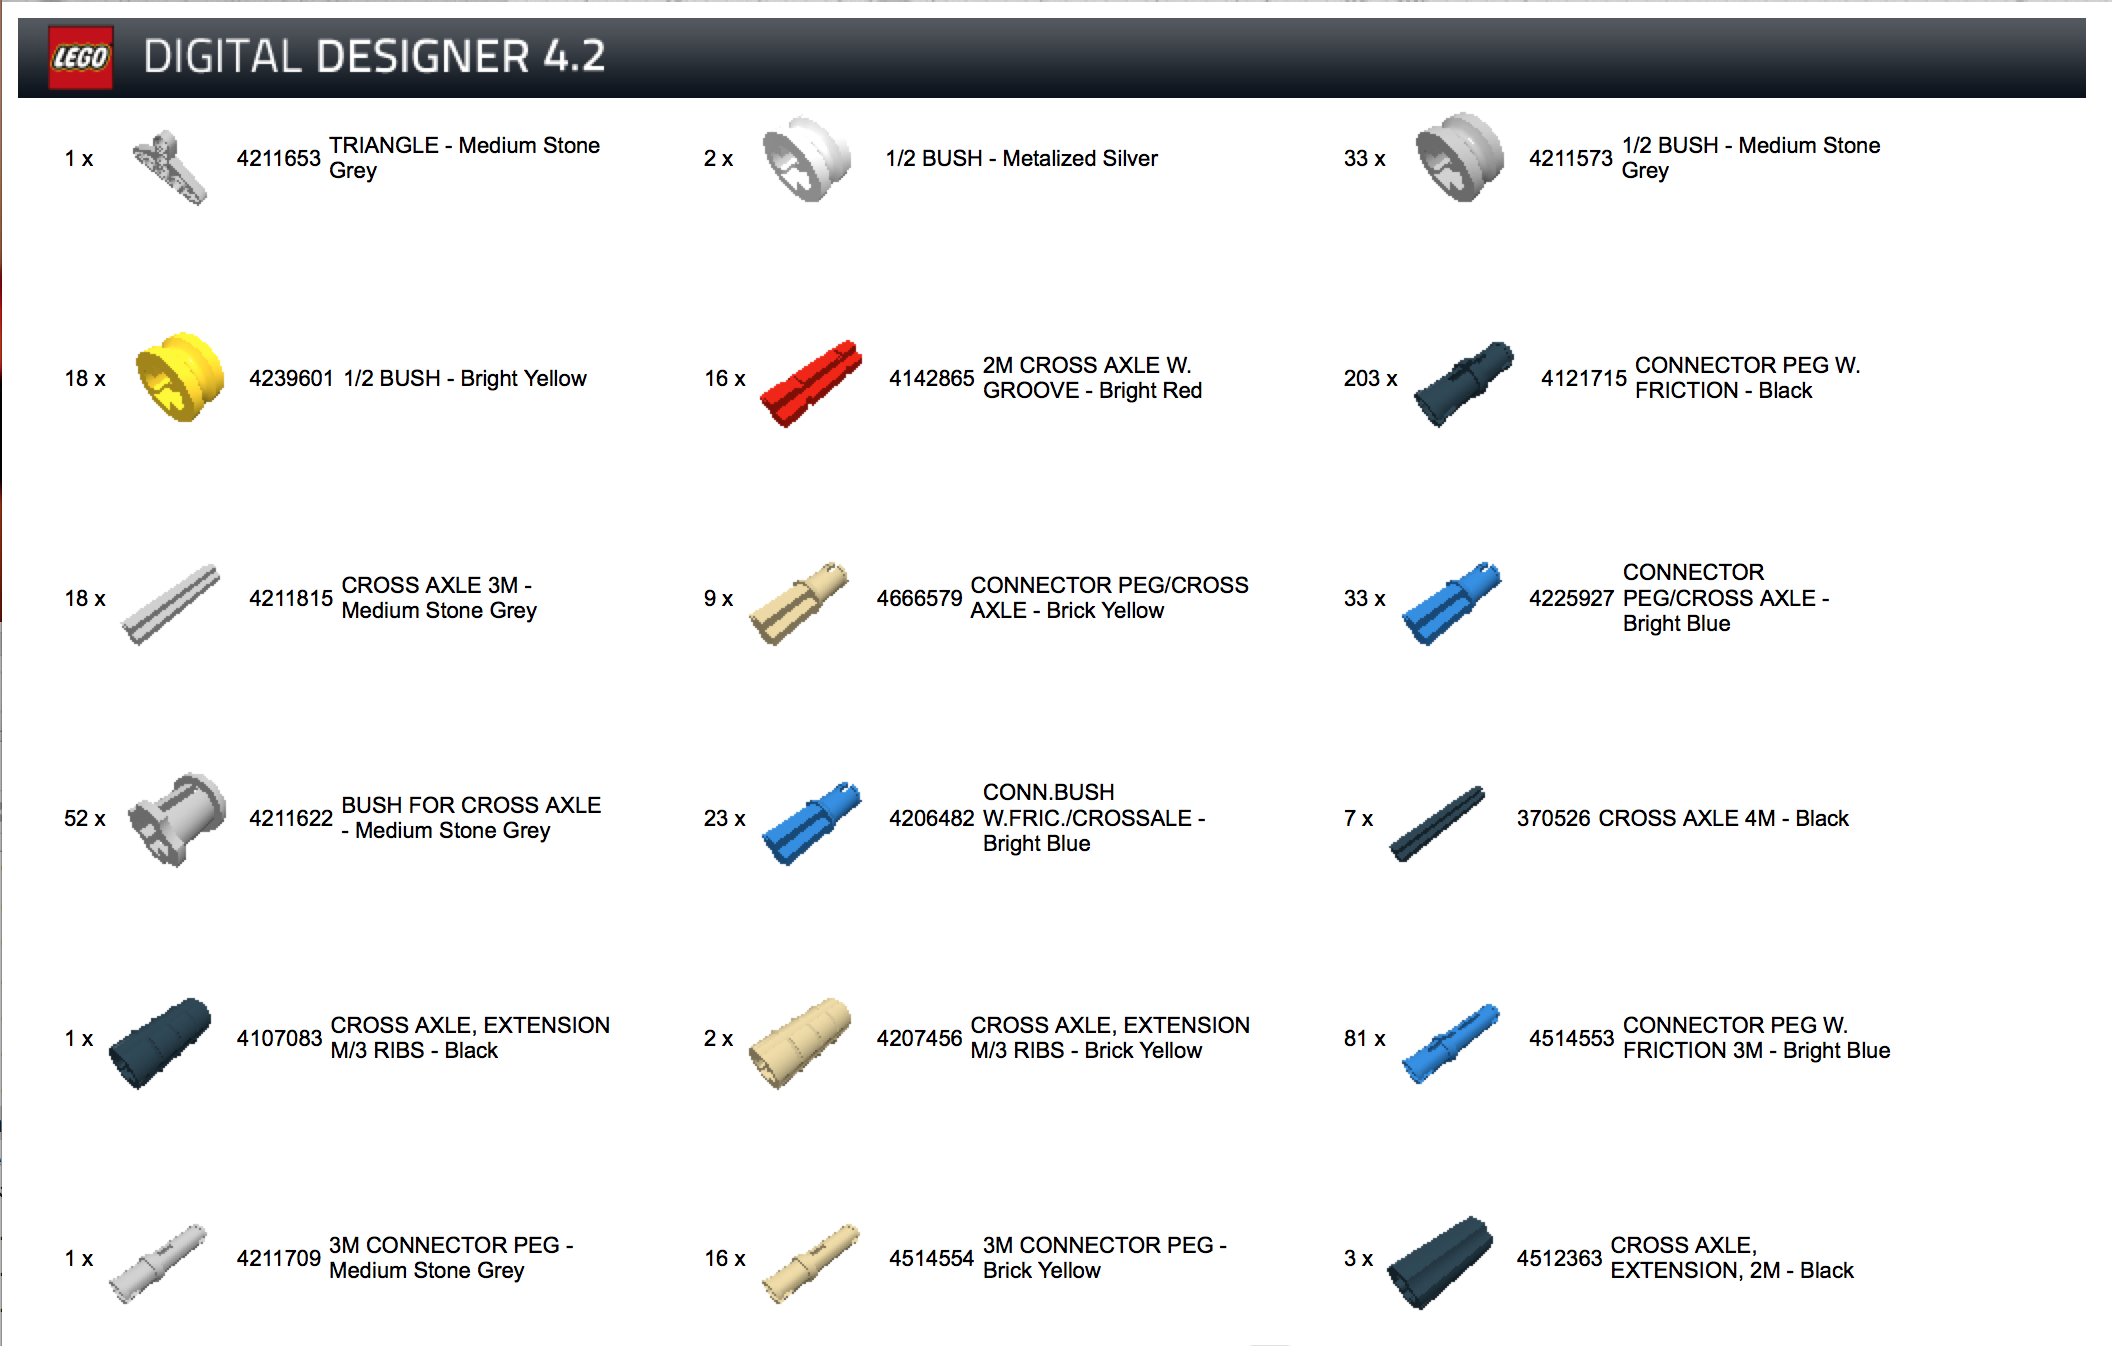 LEGO DIGITAL DESIGNER 4.2
1 x 4211653 TRIANGLE - Medium Stone
Grey
2 x 1/2 BUSH - Metalized Silver
33 x 4211573 1/2 BUSH - Medium Stone
Grey
18 x 4239601 1/2 BUSH - Bright Yellow
16 x 4142865 2M CROSS AXLE W.
GROOVE - Bright Red
203 x 4121715 CONNECTOR PEG W.
FRICTION - Black
18 x 4211815 CROSS AXLE 3M -
Medium Stone Grey
9 x 4666579 CONNECTOR PEG/CROSS
AXLE - Brick Yellow
33 x 4225927 CONNECTOR
PEG/CROSS AXLE -
Bright Blue
52 x 4211622 BUSH FOR CROSS AXLE
- Medium Stone Grey
23 x 4206482 CONN.BUSH
W.FRIC./CROSSALE -
Bright Blue
7 x 370526 CROSS AXLE 4M - Black
1 x 4107083 CROSS AXLE, EXTENSION
M/3 RIBS - Black
2 x 4207456 CROSS AXLE, EXTENSION
M/3 RIBS - Brick Yellow
81 x 4514553 CONNECTOR PEG W.
FRICTION 3M - Bright Blue
1 x 4211709 3M CONNECTOR PEG -
Medium Stone Grey
16 x 4514554 3M CONNECTOR PEG -
Brick Yellow
3 x 4512363 CROSS AXLE,
EXTENSION, 2M - Black